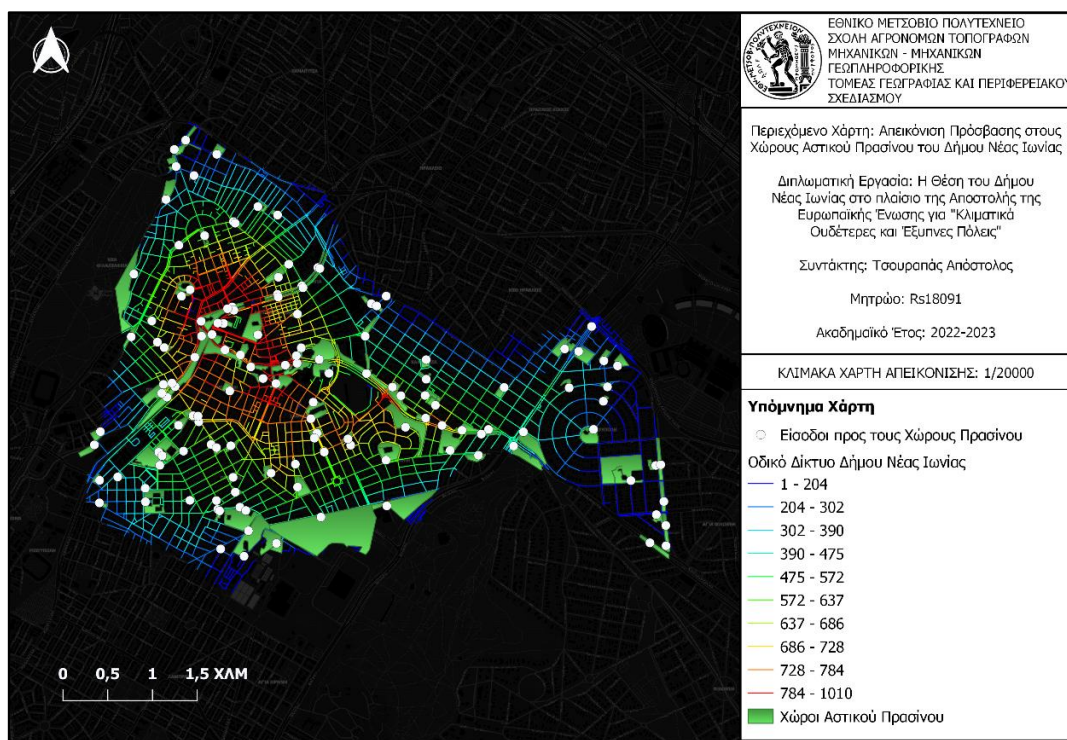 ΕΘΝΙΚΟ ΜΕΤΣΟΒΙΟ ΠΟΛΥΤΕΧΝΕΙΟ
ΣΧΟΛΗ ΑΓΡΟΝΟΜΩΝ ΤΟΠΟΓΡΑΦΩΝ
ΜΗΧΑΝΙΚΩΝ - ΜΗΧΑΝΙΚΩΝ
ΓΕΩΠΛΗΡΟΦΟΡΙΚΗΣ
ΤΟΜΕΑΣ ΓΕΩΓΡΑΦΙΑΣ ΚΑΙ ΠΕΡΙΦΕΡΕΙΑΚΟΥ
ΣΧΕΔΙΑΣΜΟΥ
Περιεχόμενο Χάρτη: Απεικόνιση Πρόσβασης στους
Χώρους Αστικού Πρασίνου του Δήμου Νέας Ιωνίας
Διπλωματική Εργασία: Η Θέση του Δήμου
Νέας Ιωνίας στο πλαίσιο της Αποστολής της
Ευρωπαϊκής Ένωσης για "Κλιματικά
Ουδέτερες και Έξυπνες Πόλεις"
Συντάκτης: Τσουραπάς Απόστολος
Μητρώο: Rs18091
Ακαδημαϊκό Έτος: 2022-2023
ΚΛΙΜΑΚΑ ΧΑΡΤΗ ΑΠΕΙΚΟΝΙΣΗΣ: 1/20000
Υπόμνημα Χάρτη
Είσοδοι προς τους Χώρους Πρασίνου
Οδικό Δίκτυο Δήμου Νέας Ιωνίας
1 - 204
204 - 302
302 - 390
390 - 475
475 - 572
572 - 637
637 - 686
686 - 728
728 - 784
784 - 1010
Χώροι Αστικού Πρασίνου
0 0,5 1 1,5 ΧΛΜ